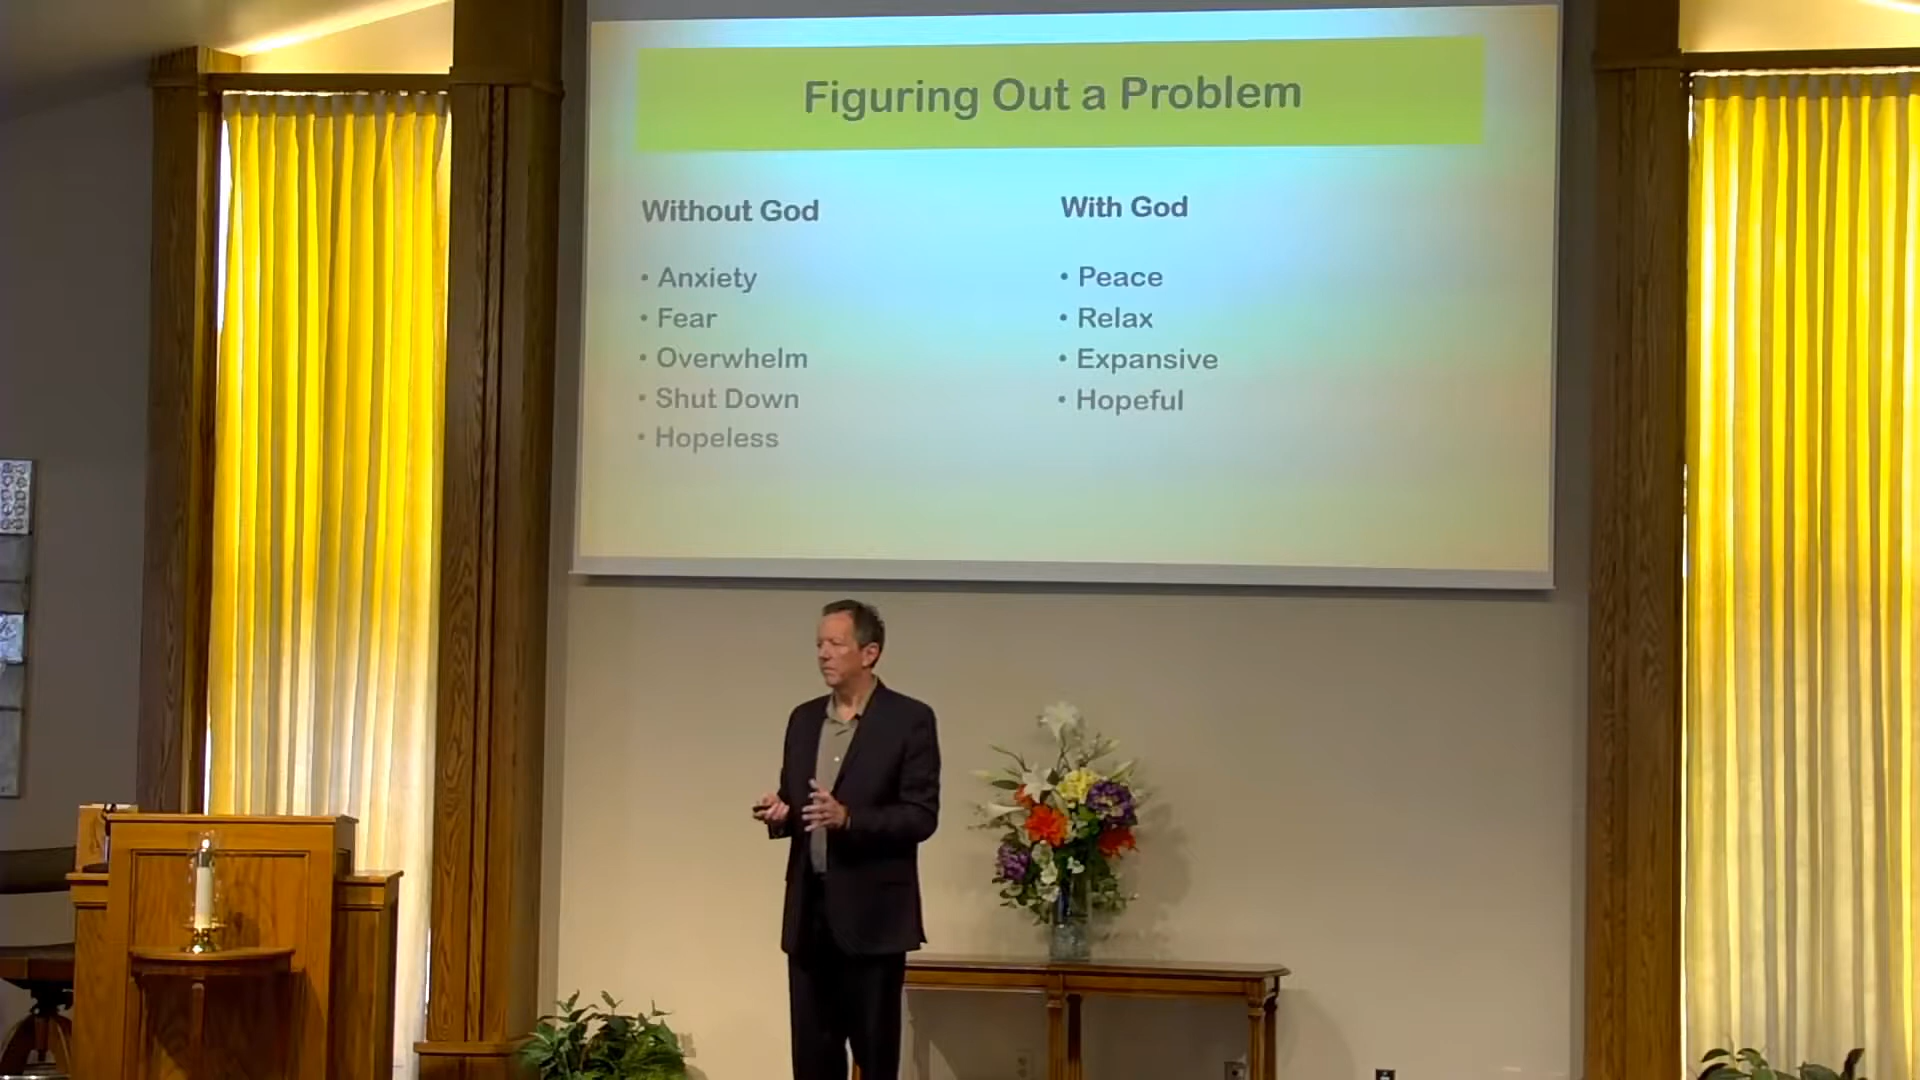 Figuring Out a Problem
Without God
• Anxiety
• Fear
• Overwhelm
• Shut Down
• Hopeless
With God
• Peace
• Relax
• Expansive
• Hopeful